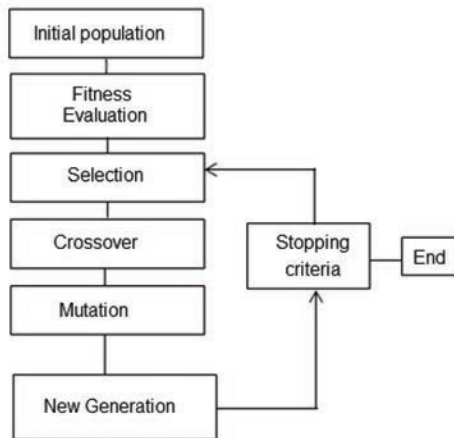 Initial population
Fitness
Evaluation
Selection
Crossover
Mutation
New Generation
Stopping
criteria
End